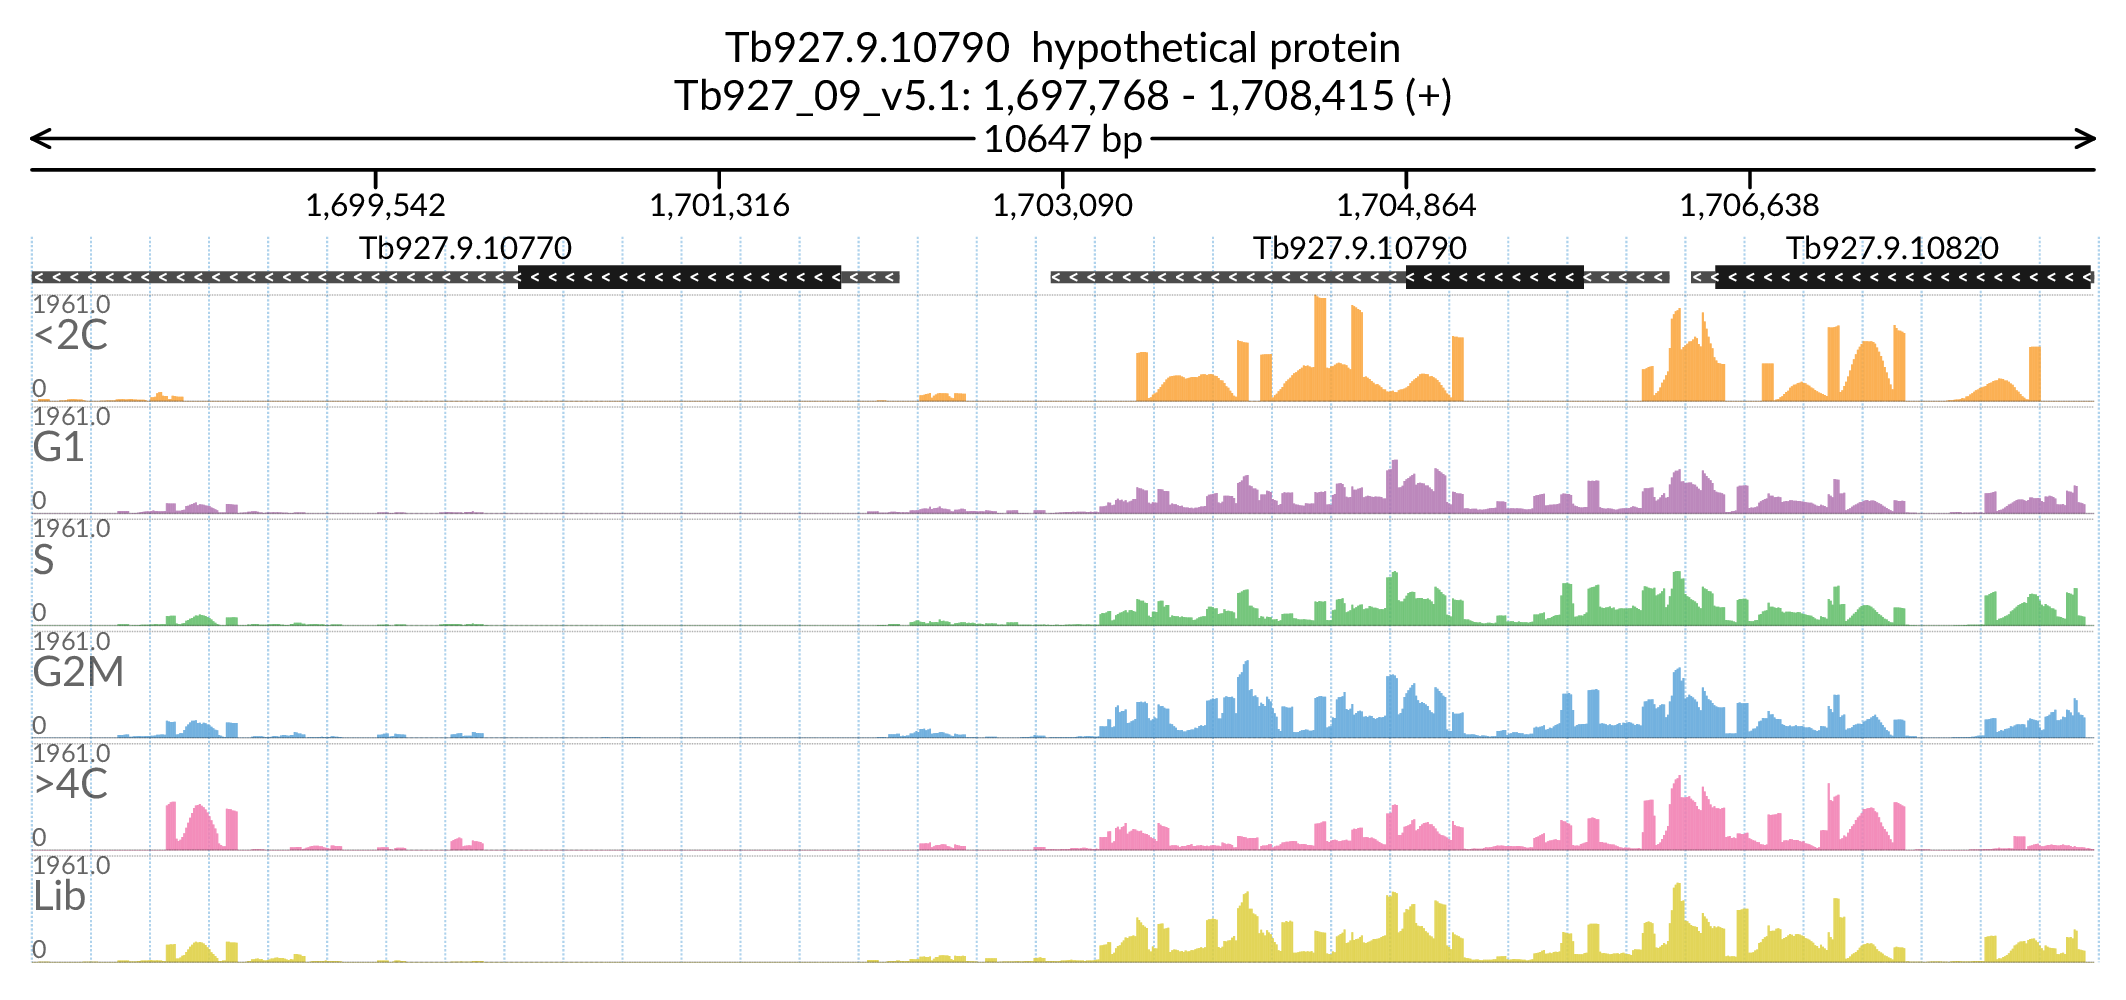 Tb927.9.10790 hypothetical protein
Tb927_09_v5.1: 1,697,768 - 1,708,415 (+)
10647 bp
1,699,542 1,701,316 1,703,090 1,704,864 1,706,638
Tb927.9.10770 Tb927.9.10790 Tb927.9.10820
1961.0
<2C
0
1961.0
G1
0
1961.0
S
0
1961.0
G2M
0
1961.0
>4C
0
1961.0
Lib
0